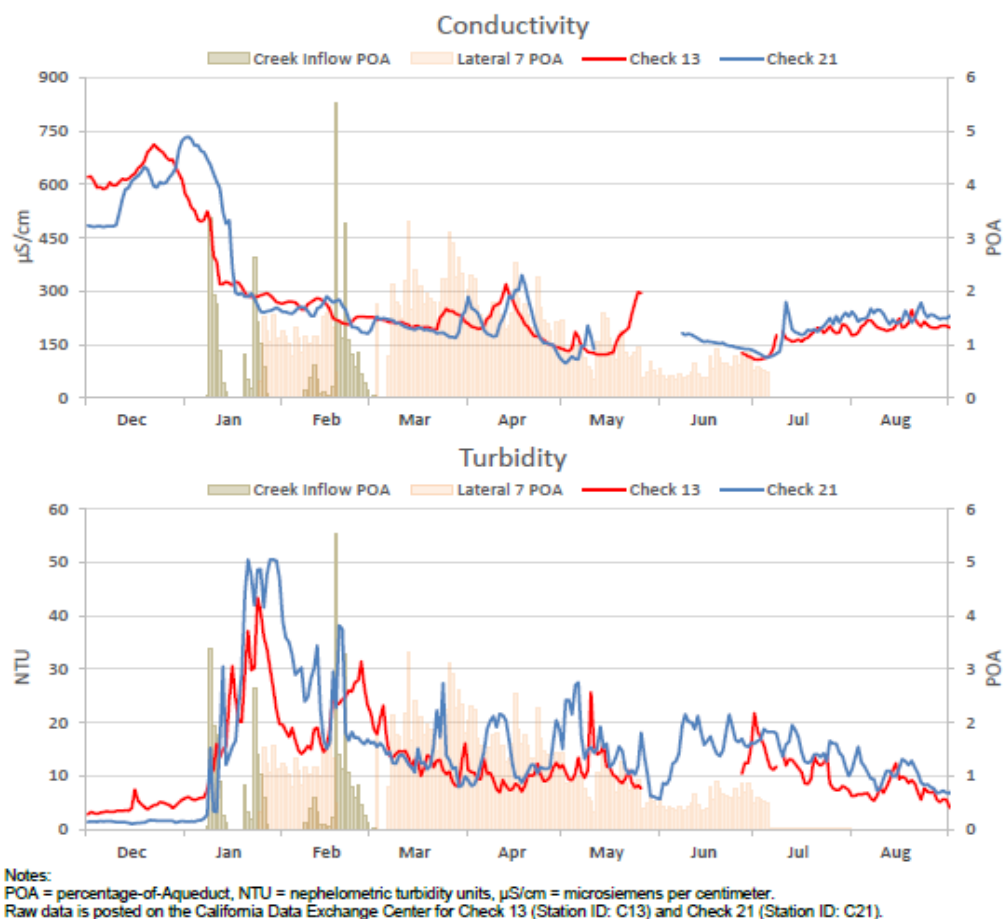 Conductivity
Creek Inflow POA Lateral 7 POA Check 13 Check 21
900 6
750 5
600 4
450 3
300 2
150 1
0 0
µS/cm
POA
Dec Jan Feb Mar Apr May Jun Jul Aug
Turbidity
Creek Inflow POA Lateral 7 POA Check 13 Check 21
60 6
50 5
40 4
30 3
20 2
10 1
0 0
NTU
POA
Dec Jan Feb Mar Apr May Jun Jul Aug
Notes:
POA = percentage-of-Aqueduct, NTU = nephelometric turbidity units, µS/cm = microsiemens per centimeter.
Raw data is posted on the California Data Exchange Center for Check 13 (Station ID: C13) and Check 21 (Station ID: C21).